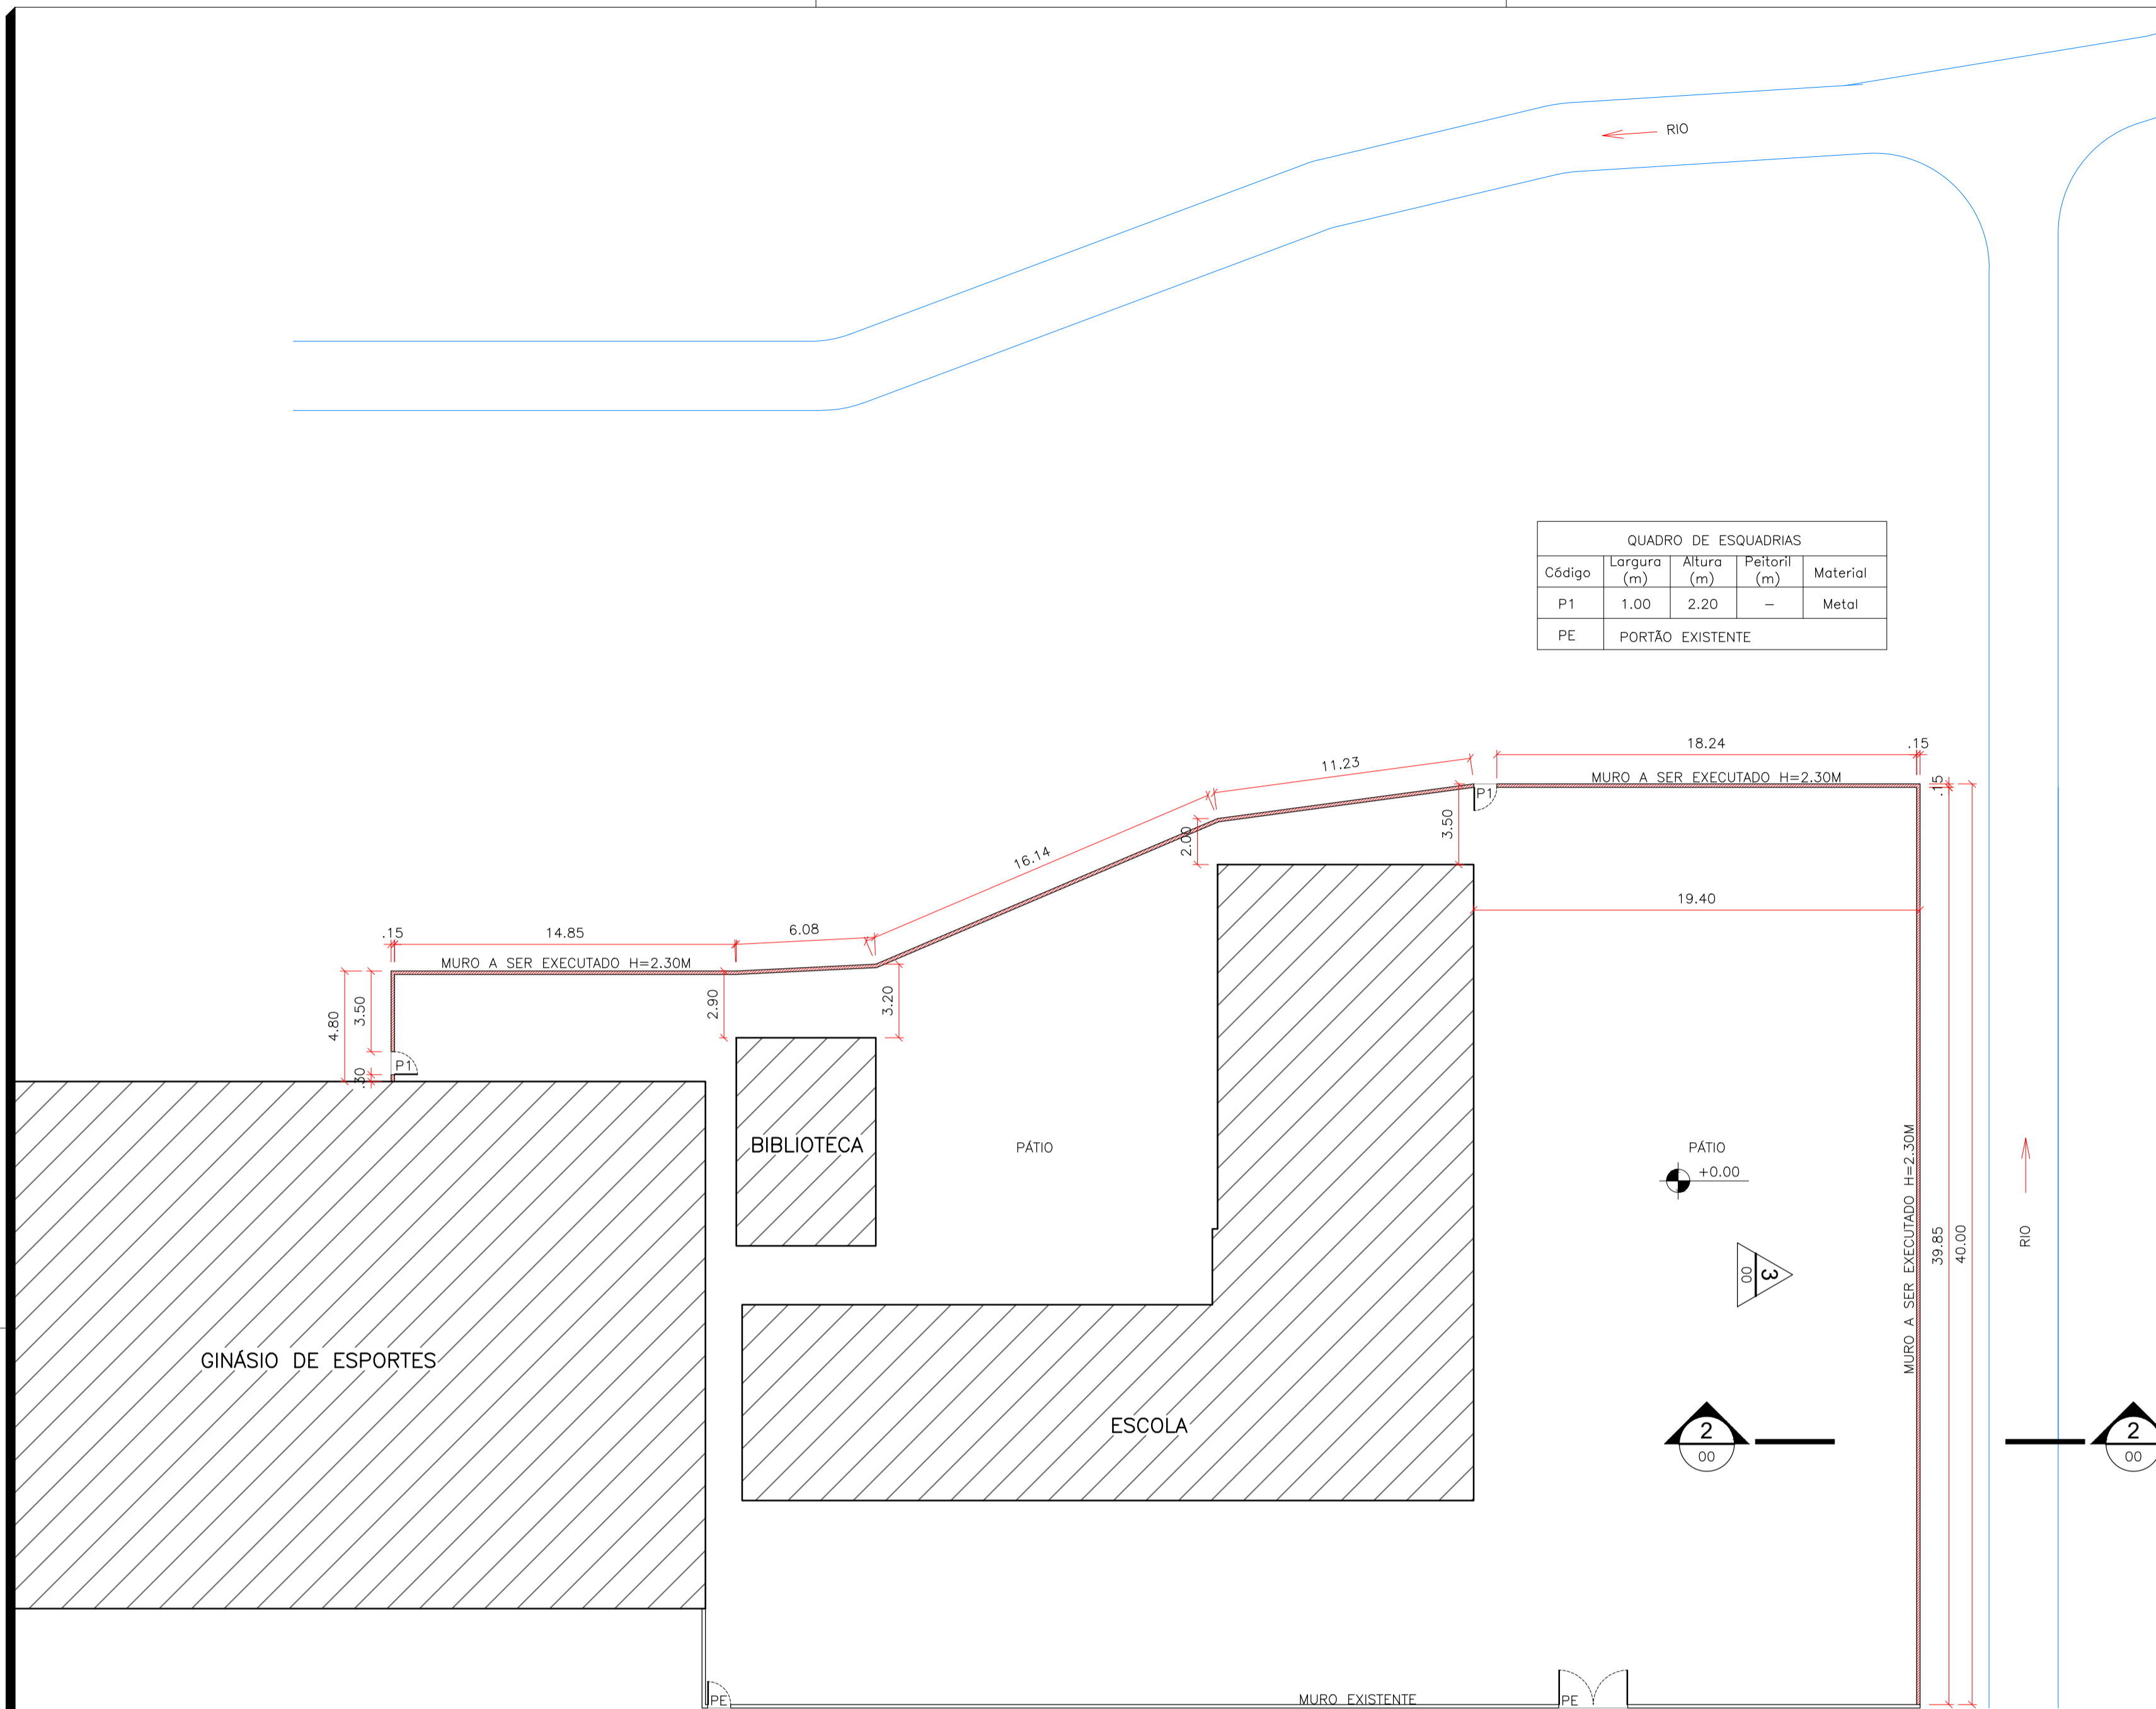 RIO
QUADRO DE ESQUADRIAS
Código Largura (m) Altura (m) Peitoril (m) Material
P1 1.00 2.20 – Metal
PE PORTÃO EXISTENTE
18.24 .15
11.23
MURO A SER EXECUTADO H=2.30M
.15
P1
3.50
2.00
16.14
19.40
.15 14.85 6.08
MURO A SER EXECUTADO H=2.30M
4.80
3.50
2.90
3.20
P1
.30
BIBLIOTECA
PÁTIO
PÁTIO
+0.00
MURO A SER EXECUTADO H=2.30M
39.85
40.00
RIO
3
00
GINÁSIO DE ESPORTES
ESCOLA
2
00
2
00
PE
MURO EXISTENTE
PE